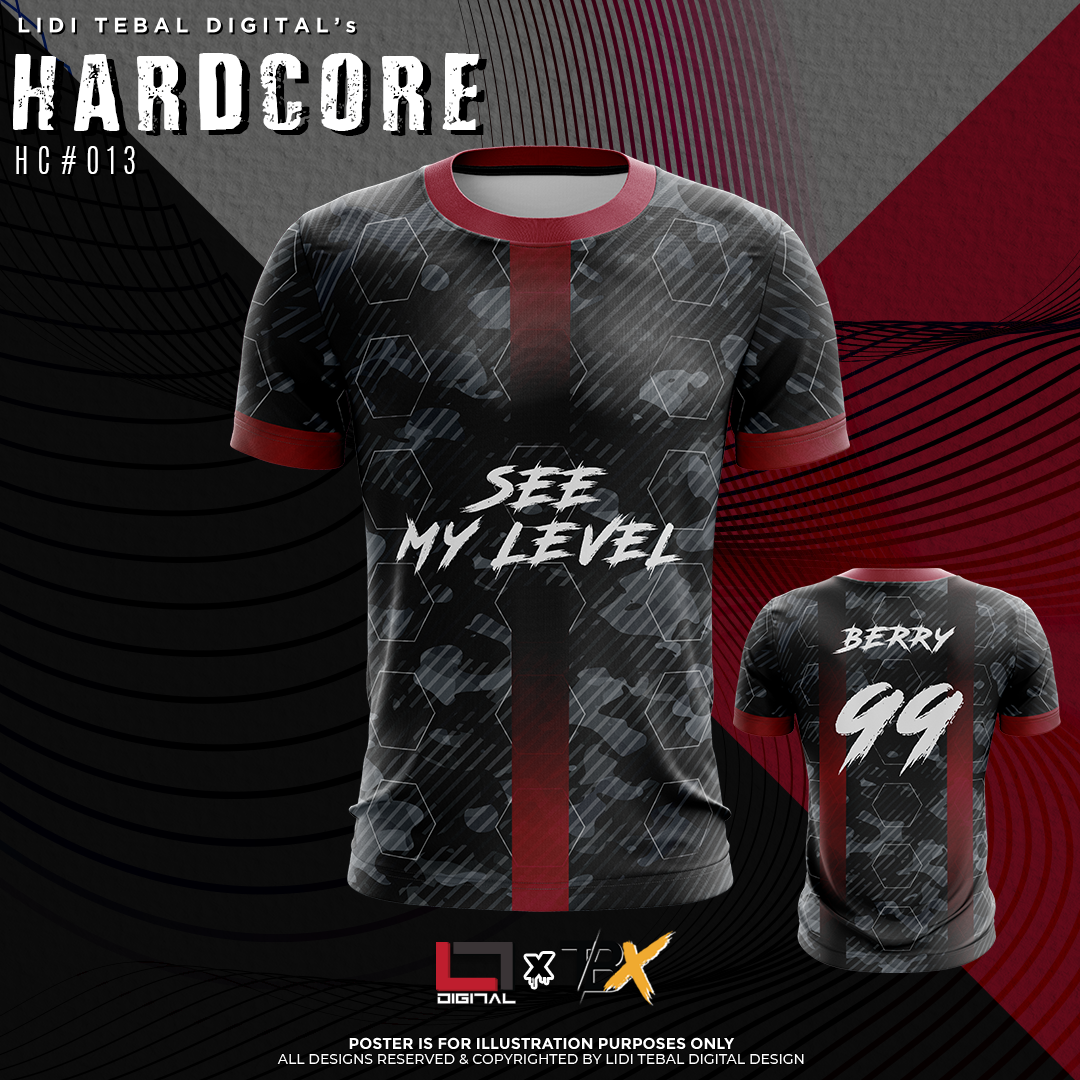 LIDI TEBAL DIGITAL's
HARDCORE
HC#013
SEE
MY LEVEL
BERRY
99
DIGITAL
X
TBX
POSTER IS FOR ILLUSTRATION PURPOSES ONLY
ALL DESIGNS RESERVED & COPYRIGHTED BY LIDI TEBAL DIGITAL DESIGN